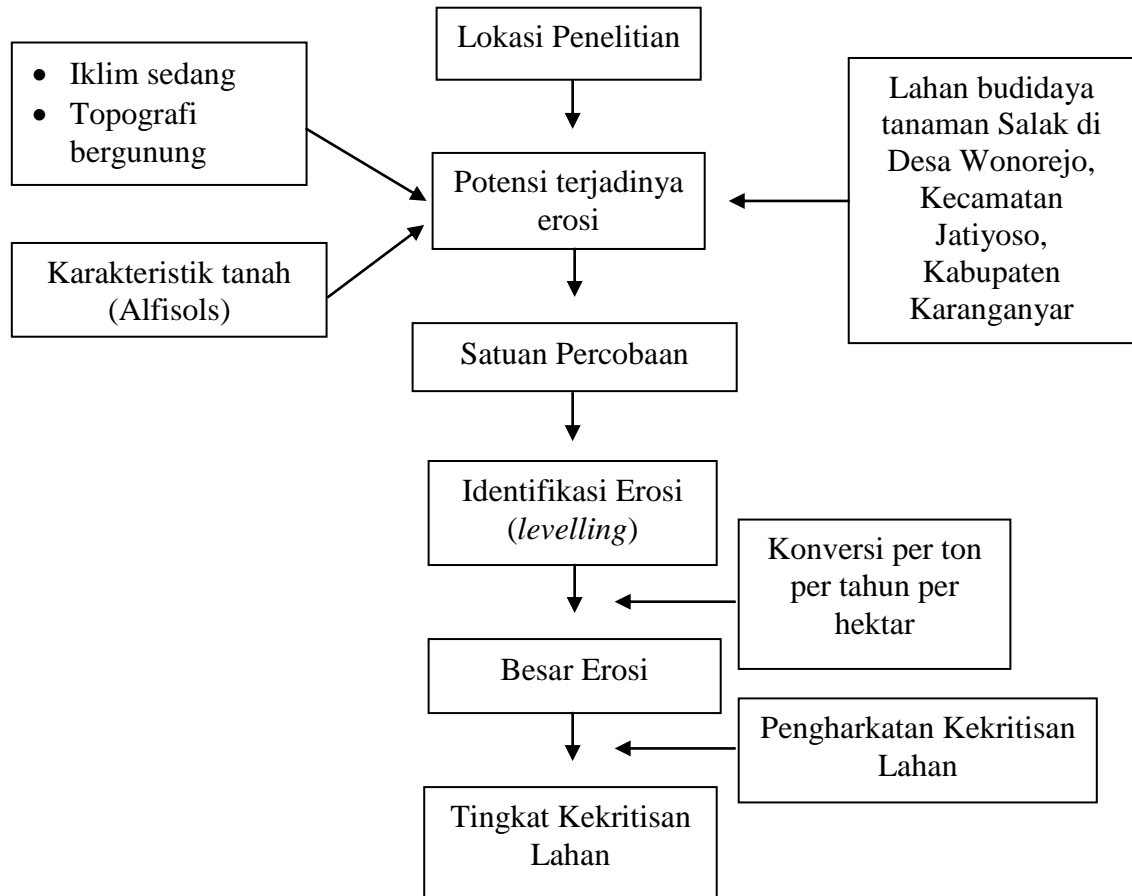 Lokasi Penelitian
• Iklim sedang
• Topografi
bergunung
Lahan budidaya
tanaman Salak di
Desa Wonorejo,
Kecamatan
Jatiyoso,
Kabupaten
Karanganyar
Potensi terjadinya
erosi
Karakteristik tanah
(Alfisols)
Satuan Percobaan
Identifikasi Erosi
(levelling)
Konversi per ton
per tahun per
hektar
Besar Erosi
Pengharkatan Kekritisan
Lahan
Tingkat Kekritisan
Lahan